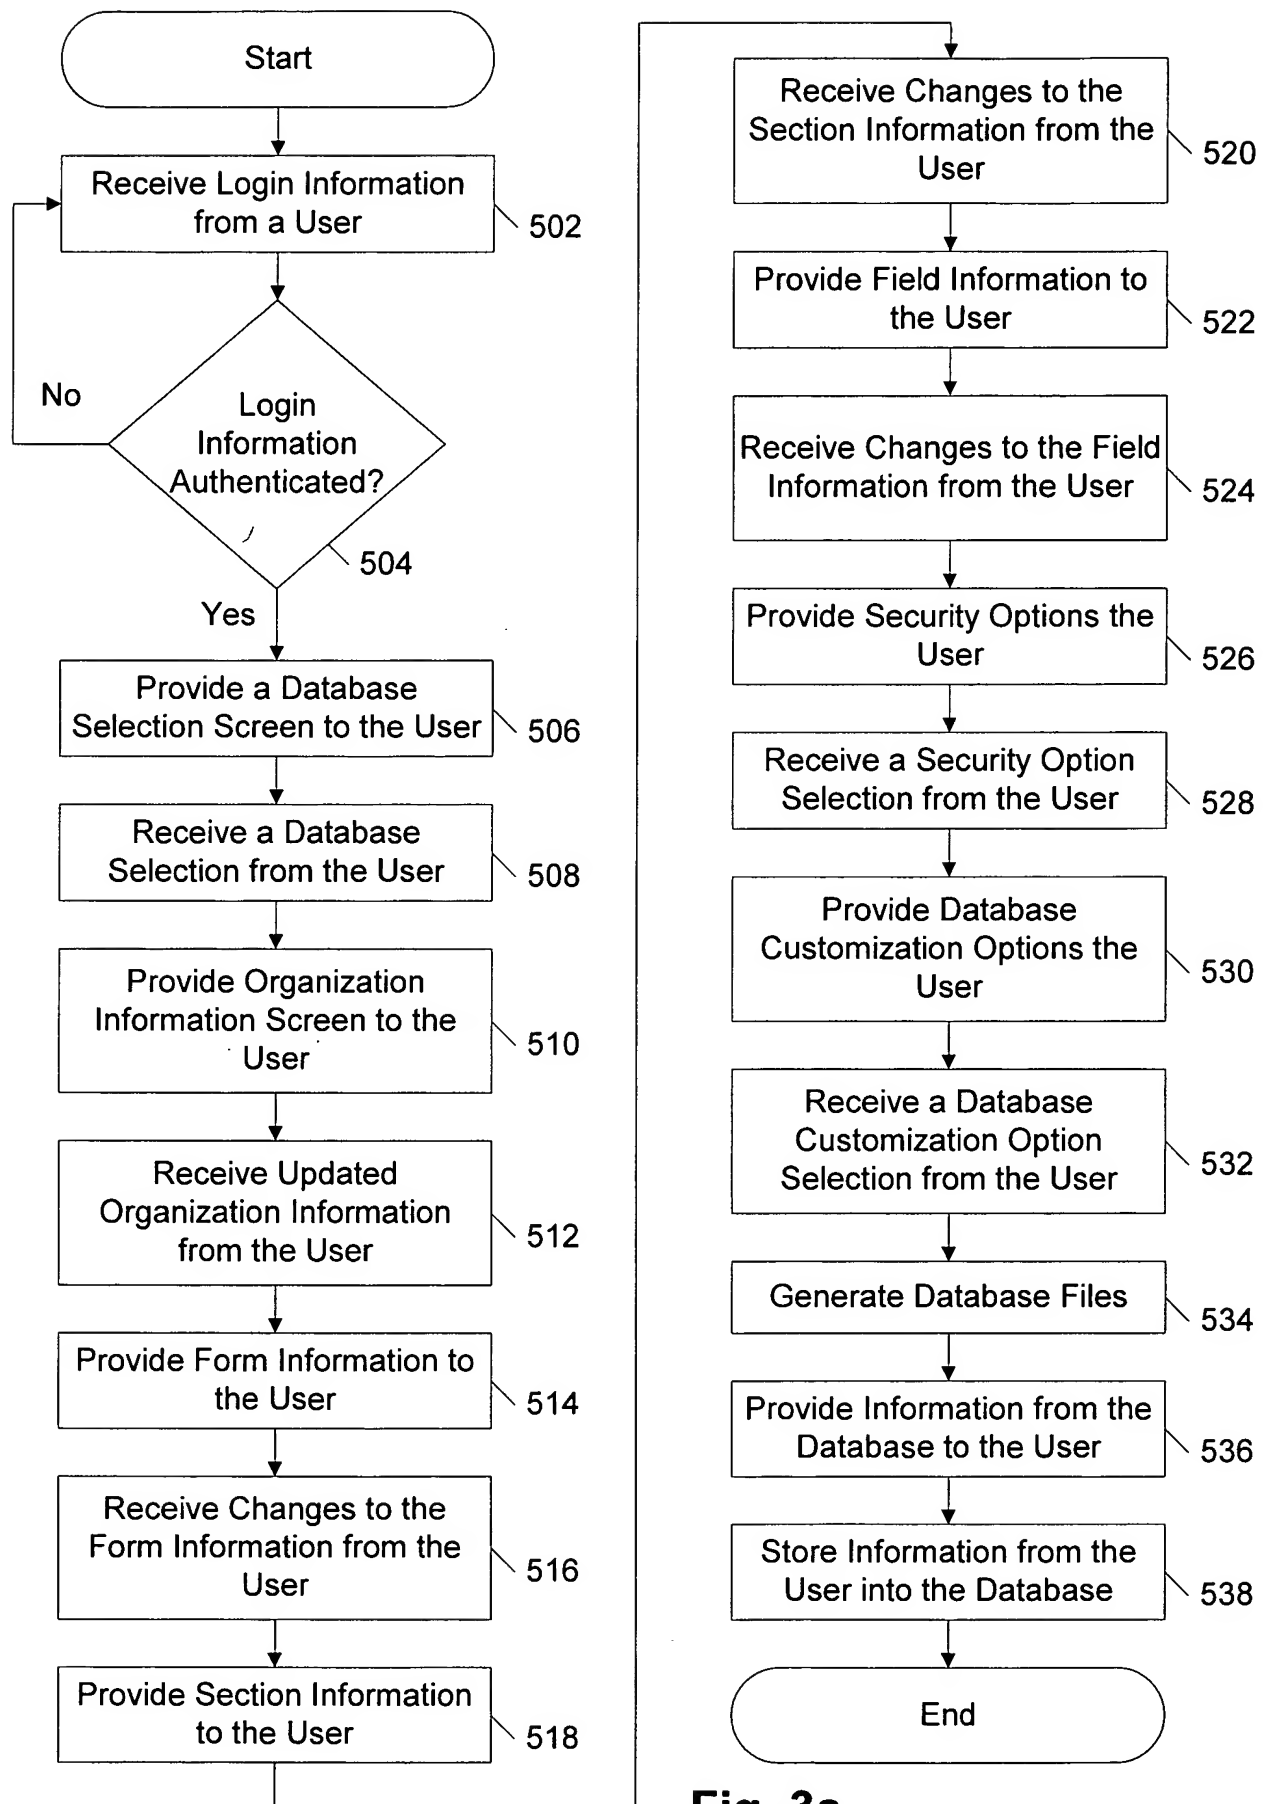 Start
Receive Login Information
from a User
502
No
Login
Information
Authenticated?
504
Yes
Provide a Database
Selection Screen to the User
506
Receive a Database
Selection from the User
508
Provide Organization
Information Screen to the
User
510
Receive Updated
Organization Information
from the User
512
Provide Form Information to
the User
514
Receive Changes to the
Form Information from the
User
516
Provide Section Information
to the User
518
Receive Changes to the
Section Information from the
User
520
Provide Field Information to
the User
522
Receive Changes to the Field
Information from the User
524
Provide Security Options the
User
526
Receive a Security Option
Selection from the User
528
Provide Database
Customization Options the
User
530
Receive a Database
Customization Option
Selection from the User
532
Generate Database Files
534
Provide Information from the
Database to the User
536
Store Information from the
User into the Database
538
End